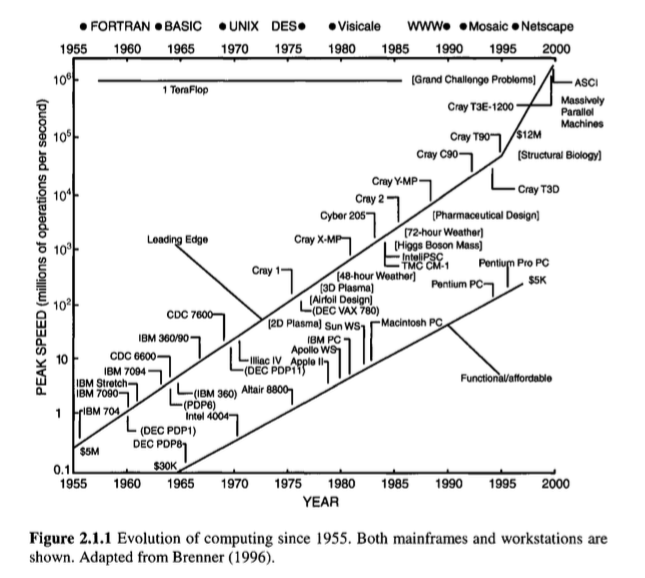 ● FORTRAN ● BASIC ● UNIX DES● ● Visicale WWW● ● Mosaic ● Netscape
1955 1960 1965 1970 1975 1980 1985 1990 1995 2000
10⁶
1 TeraFlop
[Grand Challenge Problems]
ASCI
Cray T3E-1200
Massively
Parallel
Machines
10⁵
Cray T90
$12M
Cray C90
[Structural Biology]
Cray Y-MP
Cray T3D
10⁴
Cray 2
Cyber 205
[Pharmaceutical Design]
Leading Edge
Cray X-MP
[72-hour Weather]
[Higgs Boson Mass]
10³
IntelIPSC
TMC CM-1
Cray 1
[48-hour Weather]
Pentium Pro PC
[3D Plasma]
Pentium PC
$5K
[Airfoil Design]
10²
(DEC VAX 780)
CDC 7600
[2D Plasma]
Sun WS
Macintosh PC
IBM 360/90
IBM PC
Apollo WS
CDC 6600
Illiac IV
Apple II
10
IBM 7094
(DEC PDP11)
Functional/affordable
IBM Stretch
IBM 7090
(IBM 360)
Altair 8800
(PDP6)
1
IBM 704
Intel 4004
(DEC PDP1)
DEC PDP8
$5M
$30K
0.1
1955 1960 1965 1970 1975 1980 1985 1990 1995 2000
YEAR
PEAK SPEED (millions of operations per second)
Figure 2.1.1 Evolution of computing since 1955. Both mainframes and workstations are
shown. Adapted from Brenner (1996).